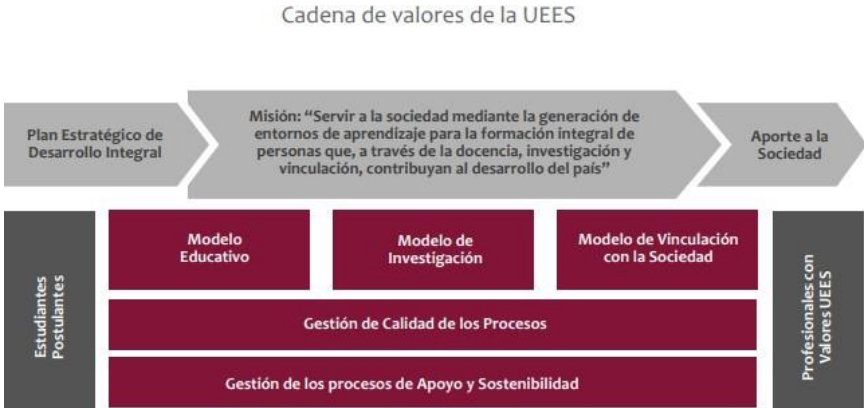 Cadena de valores de la UEES
Plan Estratégico de
Desarrollo Integral
Misión: “Servir a la sociedad mediante la generación de
entornos de aprendizaje para la formación integral de
personas que, a través de la docencia, investigación y
vinculación, contribuyan al desarrollo del país”
Aporte a la
Sociedad
Estudiantes
Postulantes
Modelo
Educativo
Modelo de
Investigación
Modelo de Vinculación
con la Sociedad
Gestión de Calidad de los Procesos
Gestión de los procesos de Apoyo y Sostenibilidad
Profesionales con
Valores UEES